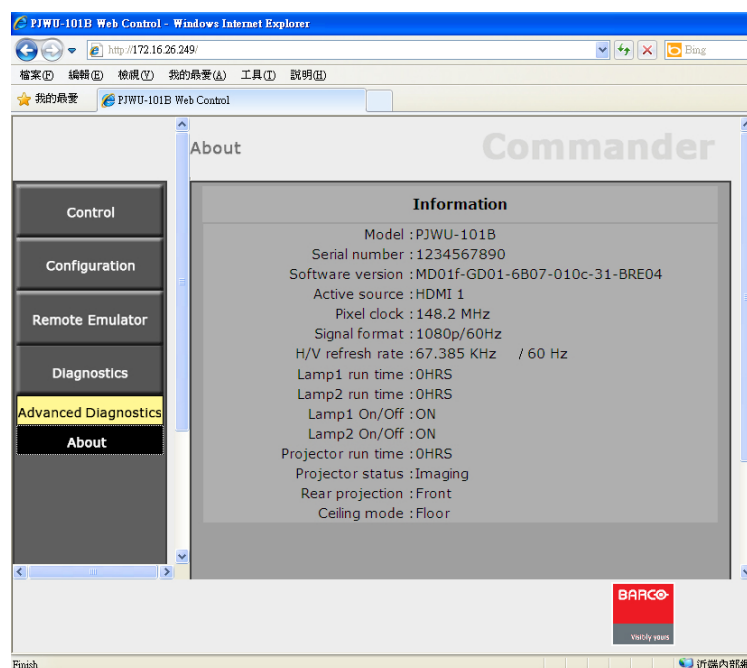 PJWU-101B Web Control - Windows Internet Explorer
http://172.16.26.249/
Bing
檔案(F) 編輯(E) 檢視(V) 我的最愛(A) 工具(T) 說明(H)
我的最愛 PJWU-101B Web Control
About
Commander
Control
Configuration
Remote Emulator
Diagnostics
Advanced Diagnostics
About
Information
Model :PJWU-101B
Serial number :1234567890
Software version :MD01f-GD01-6B07-010c-31-BRE04
Active source :HDMI 1
Pixel clock :148.2 MHz
Signal format :1080p/60Hz
H/V refresh rate :67.385 KHz / 60 Hz
Lamp1 run time :0HRS
Lamp2 run time :0HRS
Lamp1 On/Off :ON
Lamp2 On/Off :ON
Projector run time :0HRS
Projector status :Imaging
Rear projection :Front
Ceiling mode :Floor
BARCO
Visibly yours
Finish
近端內部網